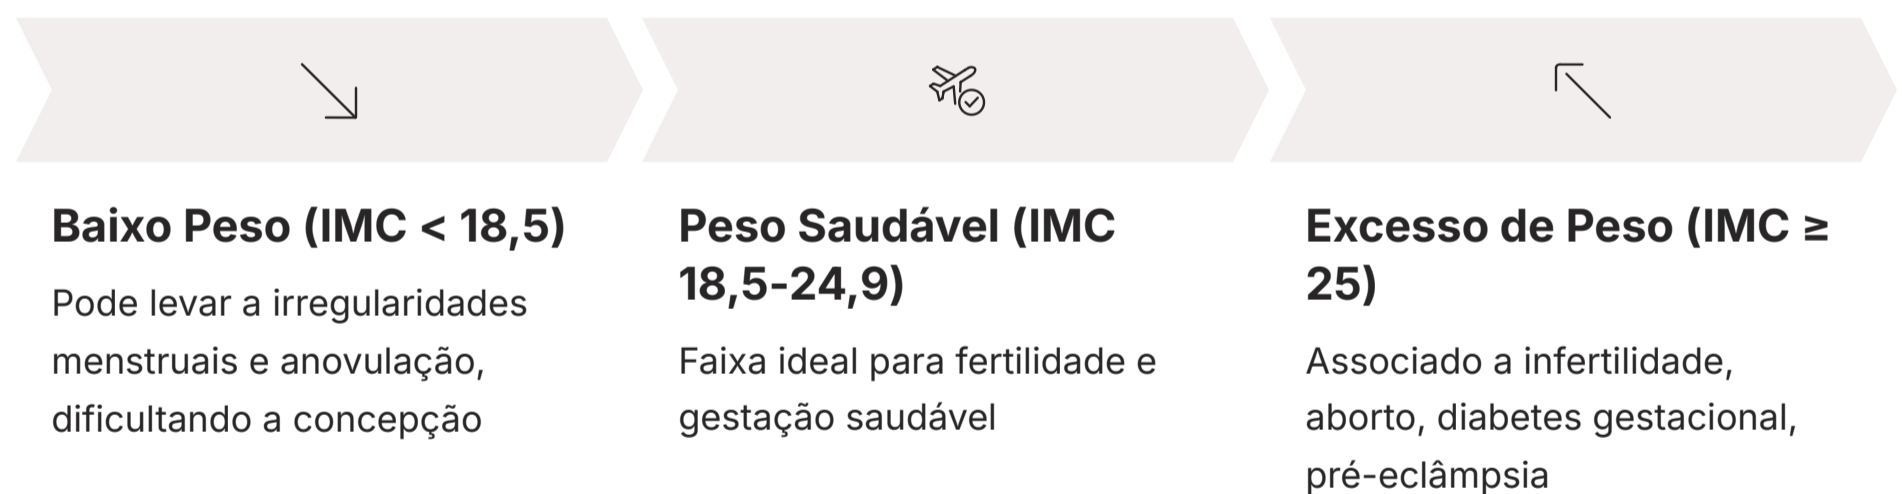 Baixo Peso (IMC < 18,5)
Pode levar a irregularidades
menstruais e anovulação,
dificultando a concepção
Peso Saudável (IMC
18,5-24,9)
Faixa ideal para fertilidade e
gestação saudável
Excesso de Peso (IMC ≥
25)
Associado a infertilidade,
aborto, diabetes gestacional,
pré-eclâmpsia